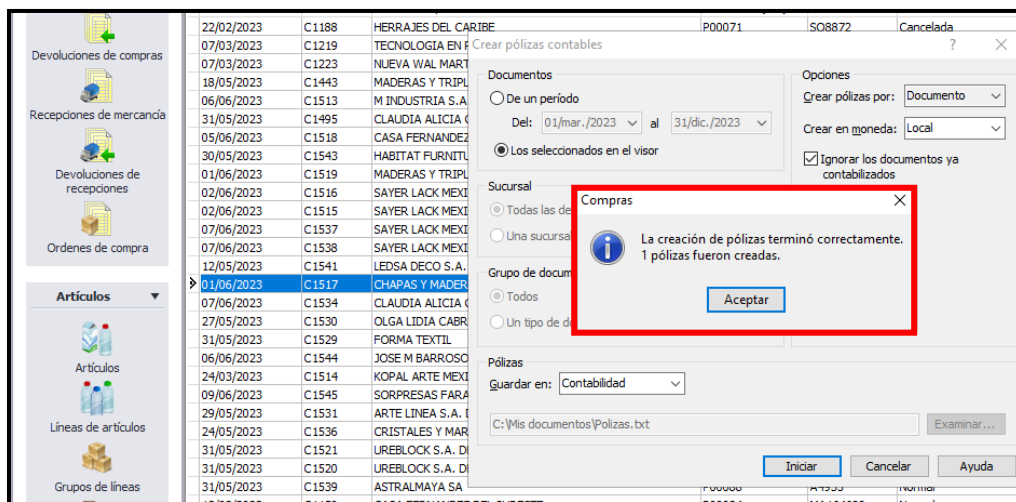 Devoluciones de compras
Recepciones de mercancía
Devoluciones de
recepciones
Ordenes de compra
Artículos
Artículos
Líneas de artículos
Grupos de líneas
22/02/2023 C1188 HERRAJES DEL CARIBE P00071 SO8872 Cancelada
07/03/2023 C1219 TECNOLOGIA EN
07/03/2023 C1223 NUEVA WAL MART
18/05/2023 C1443 MADERAS Y TRIPL
06/06/2023 C1513 M INDUSTRIA S.A
31/05/2023 C1495 CLAUDIA ALICIA
05/06/2023 C1518 CASA FERNANDEZ
30/05/2023 C1543 HABITAT FURNITU
01/06/2023 C1519 MADERAS Y TRIPL
02/06/2023 C1516 SAYER LACK MEXI
02/06/2023 C1515 SAYER LACK MEXI
07/06/2023 C1537 SAYER LACK MEXI
07/06/2023 C1538 SAYER LACK MEXI
12/05/2023 C1541 LEDSA DECO S.A.
01/06/2023 C1517 CHAPAS Y MADER
07/06/2023 C1534 CLAUDIA ALICIA
27/05/2023 C1530 OLGA LIDIA CABR
31/05/2023 C1529 FORMA TEXTIL
06/06/2023 C1544 JOSE M BARROSO
24/03/2023 C1514 KOPAL ARTE MEXI
09/06/2023 C1545 SORPRESAS FARA
29/05/2023 C1531 ARTE LINEA S.A.
24/05/2023 C1536 CRISTALES Y MAR
31/05/2023 C1521 UREBLOCK S.A. D
31/05/2023 C1520 UREBLOCK S.A. D
31/05/2023 C1539 ASTRALMAYA SA
Crear pólizas contables ?
Documentos
De un período
Del: 01/mar./2023 al 31/dic./2023
Los seleccionados en el visor
Sucursal
Todas las de
Una sucursal
Grupo de docum
Todos
Un tipo de d
Opciones
Crear pólizas por: Documento
Crear en moneda: Local
Ignorar los documentos ya
contabilizados
Compras
La creación de pólizas terminó correctamente.
1 pólizas fueron creadas.
Aceptar
Pólizas
Guardar en: Contabilidad
C:\Mis documentos\Polizas.txt Examinar...
Iniciar Cancelar Ayuda